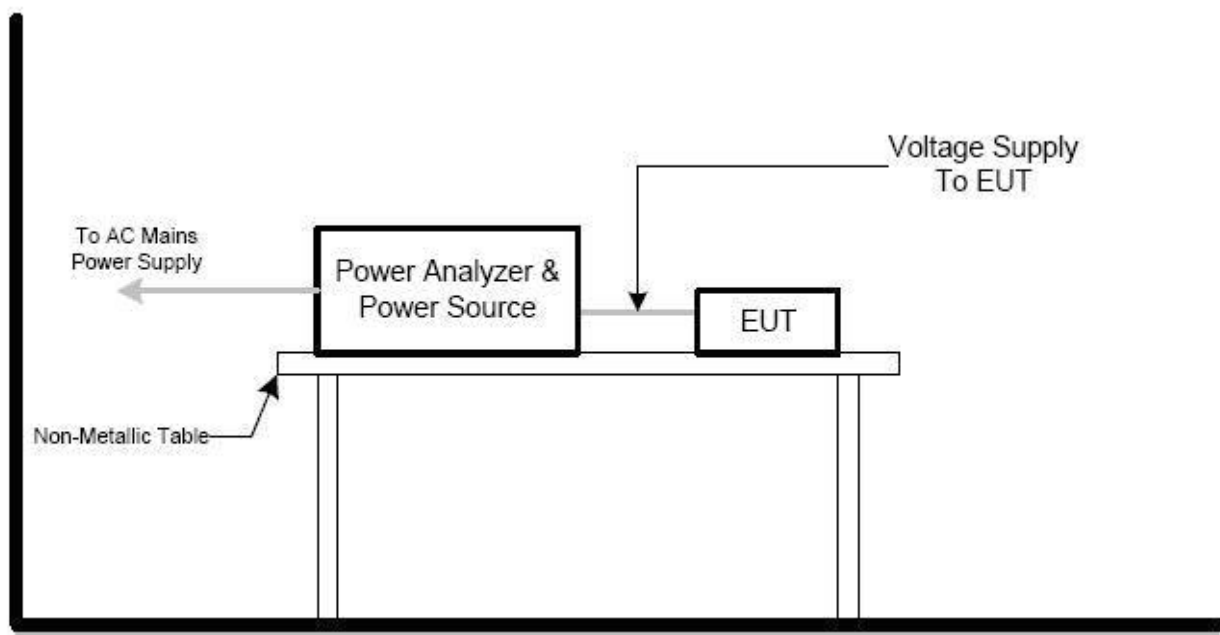 Voltage Supply
To EUT
To AC Mains
Power Supply
Power Analyzer &
Power Source
EUT
Non-Metallic Table